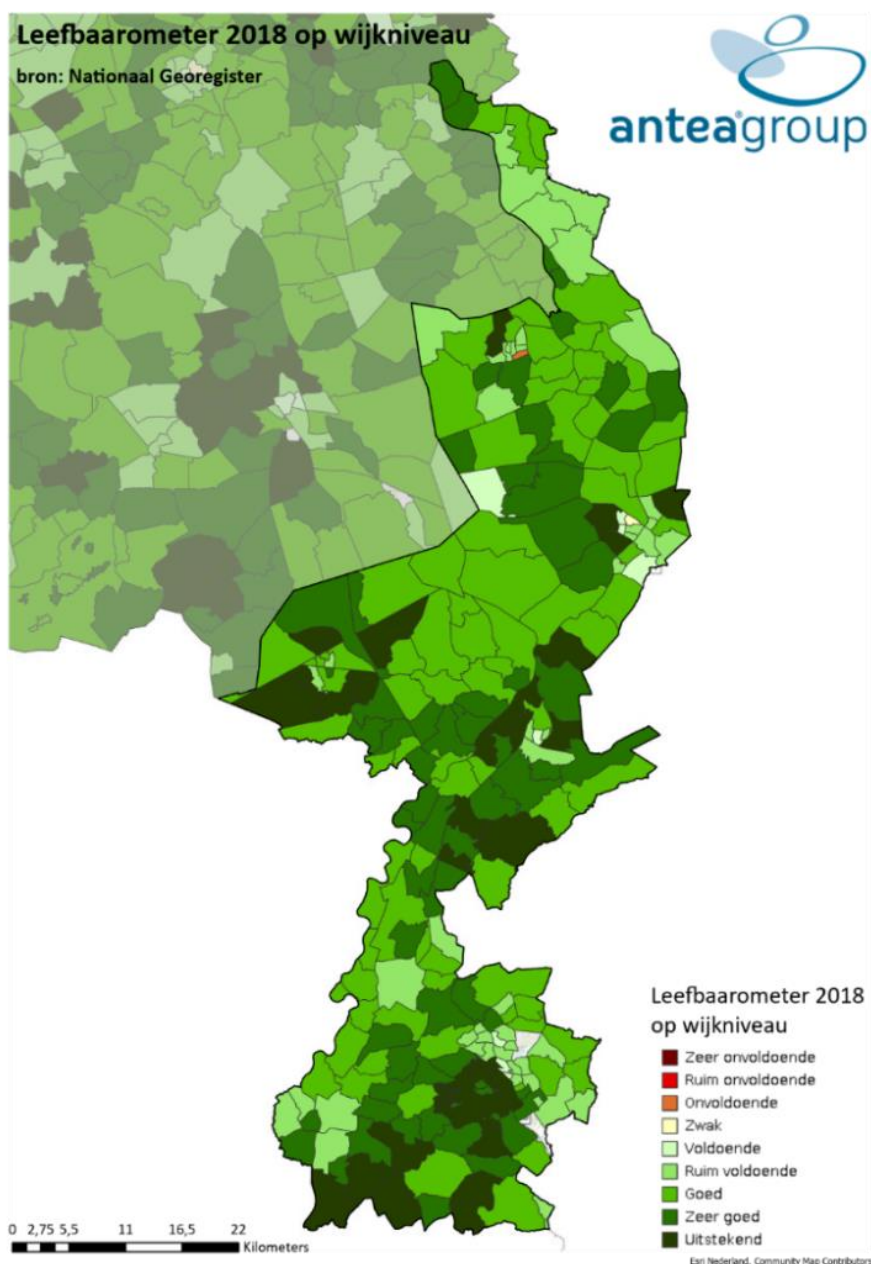 Leefbaarometer 2018 op wijkniveau
bron: Nationaal Georegister
antea®group
Leefbaarometer 2018
op wijkniveau
Zeer onvoldoende
Ruim onvoldoende
Onvoldoende
Zwak
Voldoende
Ruim voldoende
Goed
Zeer goed
Uitstekend
0 2,75 5,5 11 16,5 22
Kilometers
Esri Nederland, Community Map Contributors